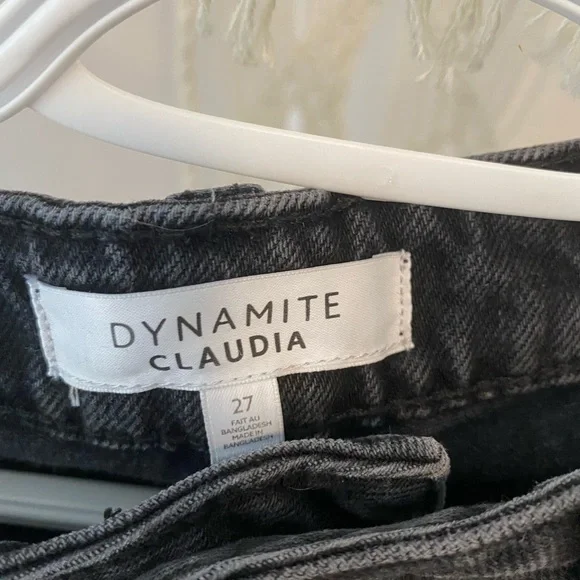 DYNAMITE
CLAUDIA
27
FAIT AU
BANGLADESH
MADE IN
BANGLADESH